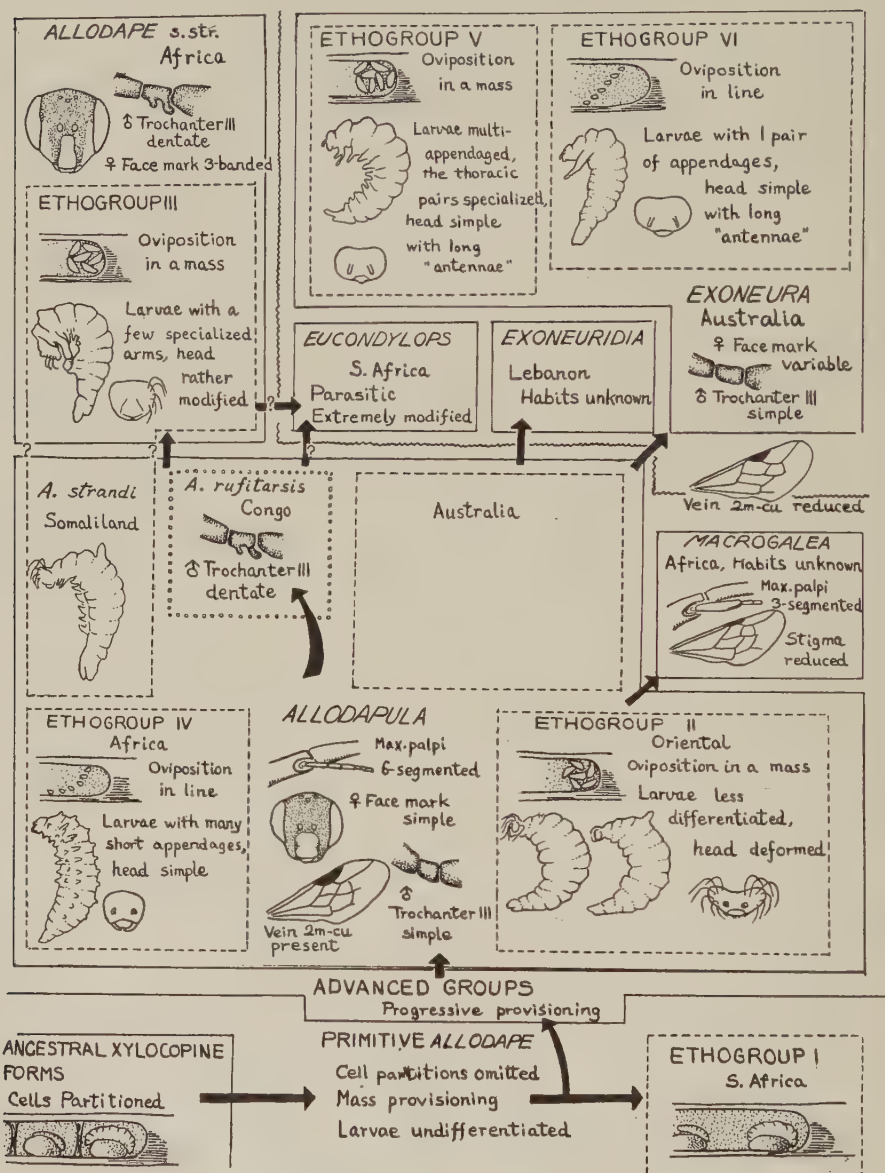 ALLODAPE s.str.
Africa
♂ Trochanter III
dentate
♀ Face mark 3-banded
ETHOGROUP III
Oviposition
in a mass
Larvae with a
few specialized
arms, head
rather
modified
ETHOGROUP V
Oviposition
in a mass
Larvae multi-
appendaged,
the thoracic
pairs specialized,
head simple
with long
"antennae"
ETHOGROUP VI
Oviposition
in line
Larvae with 1 pair
of appendages,
head simple
with long
"antennae"
EXONEURA
Australia
♀ Face mark
variable
♂ Trochanter III
simple
Vein 2m-cu reduced
EUCONDYLOPS
S. Africa
Parasitic
Extremely modified
EXONEURIDIA
Lebanon
Habits unknown
?
?
?
?
A. strandi
Somaliland
A. rufitarsis
Congo
♂ Trochanter III
dentate
Australia
MACROGALEA
Africa, Habits unknown
Max. palpi
3-segmented
Stigma
reduced
ETHOGROUP IV
Africa
Oviposition
in line
Larvae with many
short appendages,
head simple
ALLODAPULA
Max. palpi
6-segmented
♀ Face mark
simple
♂
Trochanter III
simple
Vein 2m-cu
present
ETHOGROUP II
Oriental
Oviposition in a mass
Larvae less
differentiated,
head deformed
ADVANCED GROUPS
Progressive provisioning
ANCESTRAL XYLOCOPINE
FORMS
Cells Partitioned
PRIMITIVE ALLODAPE
Cell partitions omitted
Mass provisioning
Larvae undifferentiated
ETHOGROUP I
S. Africa